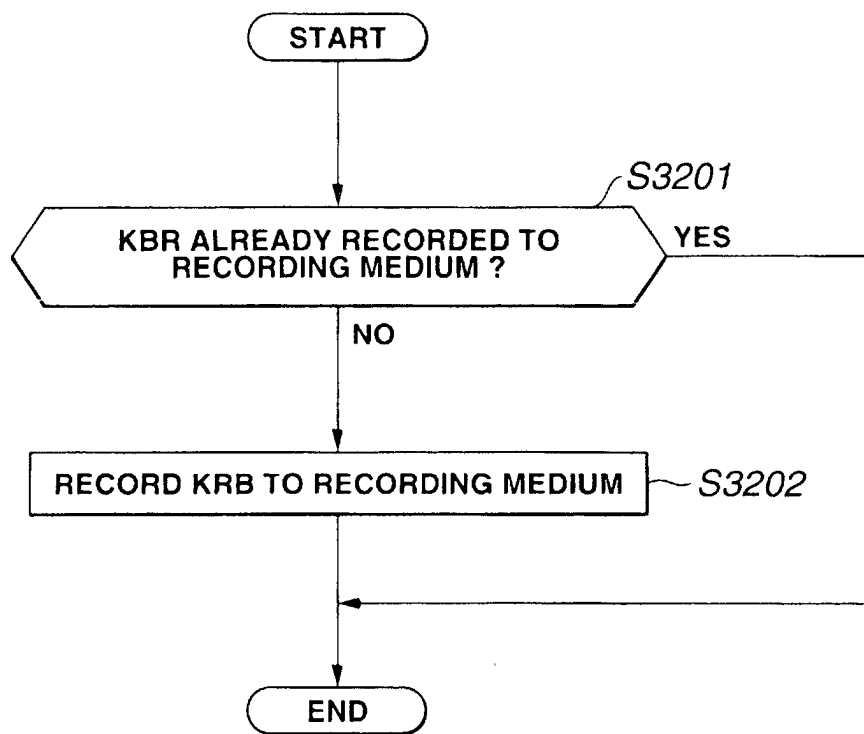 START
S3201
KBR ALREADY RECORDED TO
RECORDING MEDIUM ?
YES
NO
RECORD KRB TO RECORDING MEDIUM
S3202
END